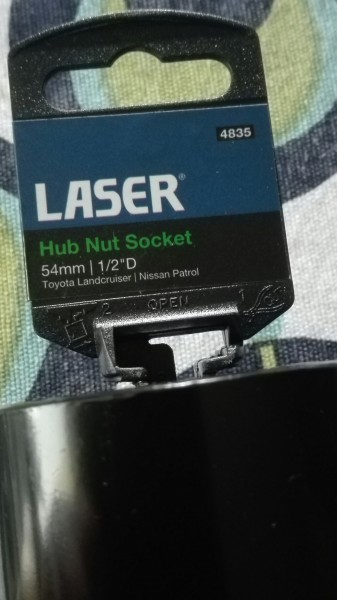 4835
LASER®
Hub Nut Socket
54mm | 1/2"D
Toyota Landcruiser | Nissan Patrol
2 OPEN 1